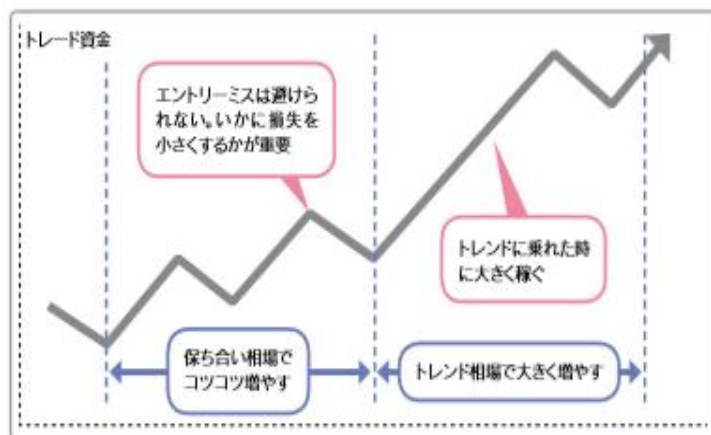 トレード資金
エントリーミスは避けら
れない。いかに損失を
小さくするかが重要
トレンドに乗れた時
に大きく稼ぐ
保ち合い相場で
コツコツ増やす
トレンド相場で大きく増やす